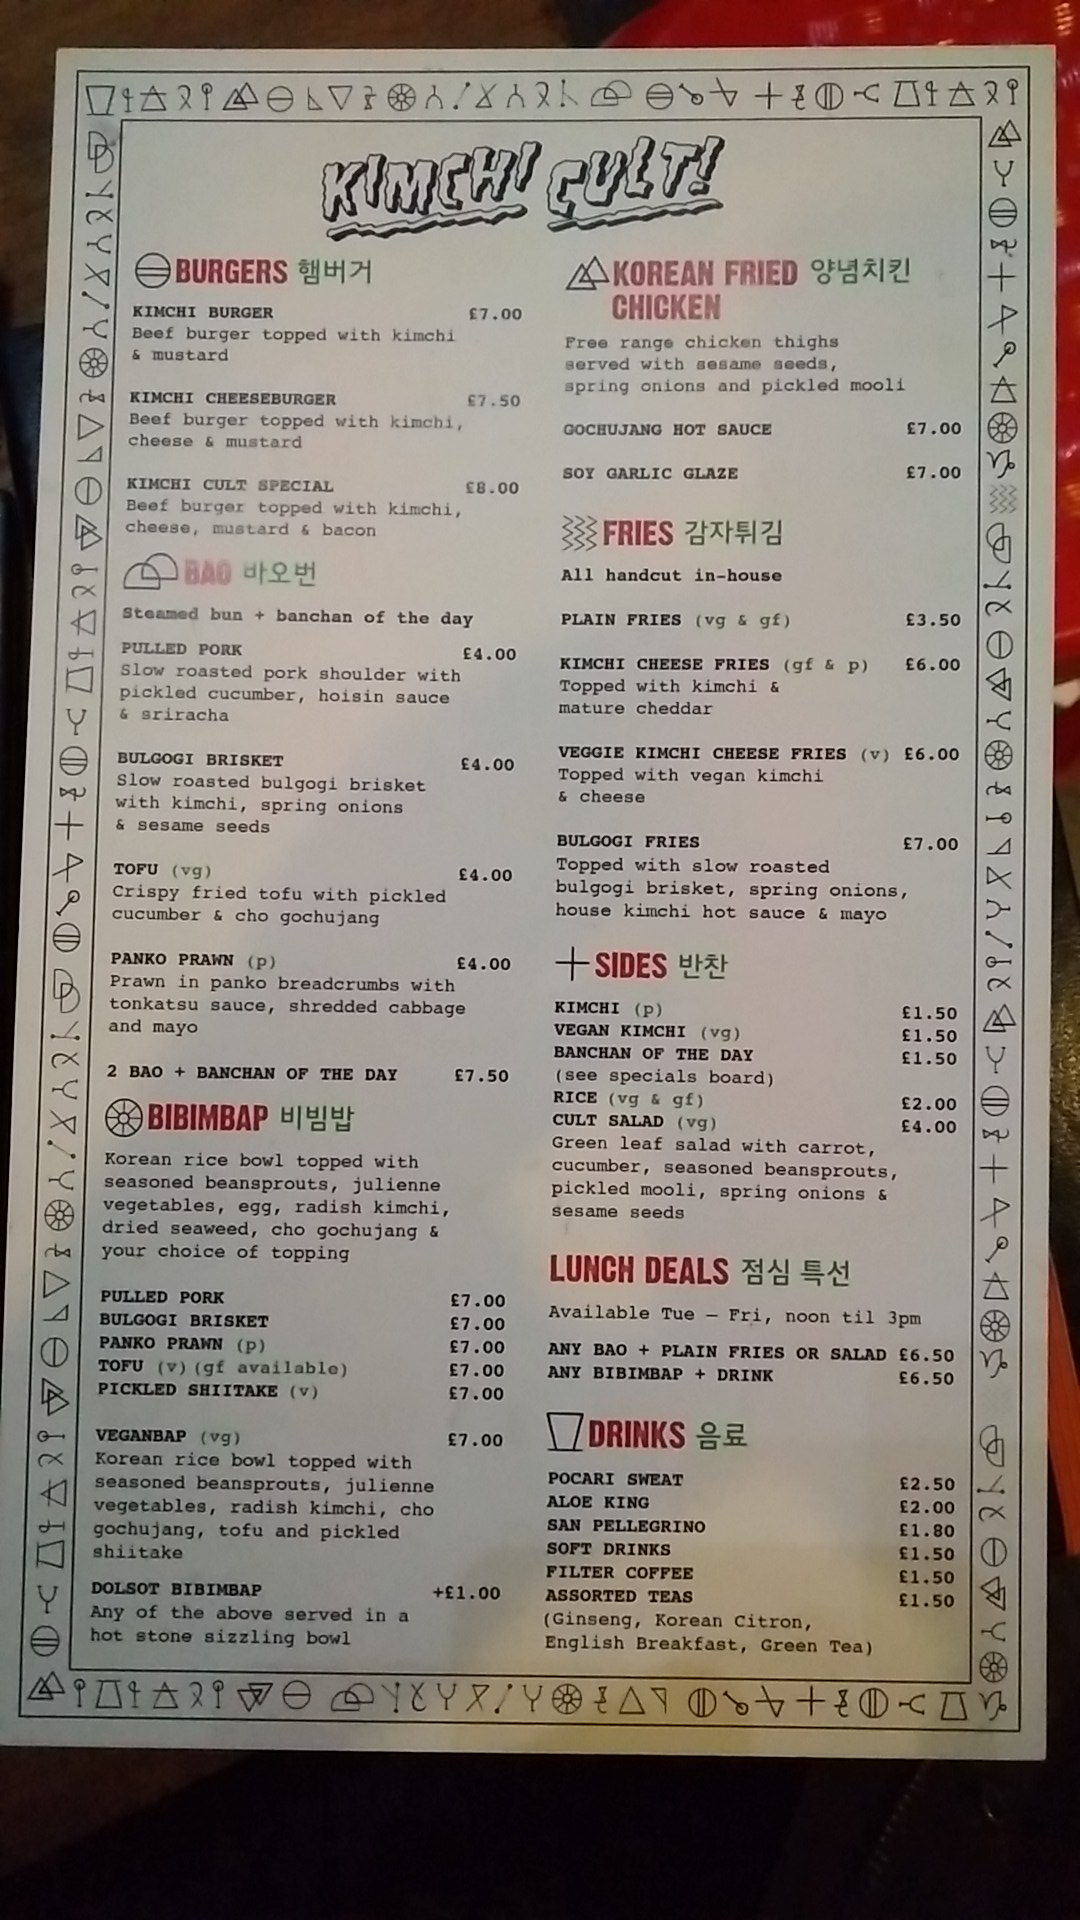 KIMCHI CULT!
BURGERS 햄버거
KIMCHI BURGER £7.00
Beef burger topped with kimchi
& mustard
KIMCHI CHEESEBURGER £7.50
Beef burger topped with kimchi,
cheese & mustard
KIMCHI CULT SPECIAL £8.00
Beef burger topped with kimchi,
cheese, mustard & bacon
BAO 바오번
Steamed bun + banchan of the day
PULLED PORK £4.00
Slow roasted pork shoulder with
pickled cucumber, hoisin sauce
& sriracha
BULGOGI BRISKET £4.00
Slow roasted bulgogi brisket
with kimchi, spring onions
& sesame seeds
TOFU (vg) £4.00
Crispy fried tofu with pickled
cucumber & cho gochujang
PANKO PRAWN (p) £4.00
Prawn in panko breadcrumbs with
tonkatsu sauce, shredded cabbage
and mayo
2 BAO + BANCHAN OF THE DAY £7.50
BIBIMBAP 비빔밥
Korean rice bowl topped with
seasoned beansprouts, julienne
vegetables, egg, radish kimchi,
dried seaweed, cho gochujang &
your choice of topping
PULLED PORK £7.00
BULGOGI BRISKET £7.00
PANKO PRAWN (p) £7.00
TOFU (v)(gf available) £7.00
PICKLED SHIITAKE (v) £7.00
VEGANBAP (vg) £7.00
Korean rice bowl topped with
seasoned beansprouts, julienne
vegetables, radish kimchi, cho
gochujang, tofu and pickled
shiitake
DOLSOT BIBIMBAP +£1.00
Any of the above served in a
hot stone sizzling bowl
KOREAN FRIED 양념치킨
CHICKEN
Free range chicken thighs
served with sesame seeds,
spring onions and pickled mooli
GOCHUJANG HOT SAUCE £7.00
SOY GARLIC GLAZE £7.00
FRIES 감자튀김
All handcut in-house
PLAIN FRIES (vg & gf) £3.50
KIMCHI CHEESE FRIES (gf & p) £6.00
Topped with kimchi &
mature cheddar
VEGGIE KIMCHI CHEESE FRIES (v) £6.00
Topped with vegan kimchi
& cheese
BULGOGI FRIES £7.00
Topped with slow roasted
bulgogi brisket, spring onions,
house kimchi hot sauce & mayo
SIDES 반찬
KIMCHI (p) £1.50
VEGAN KIMCHI (vg) £1.50
BANCHAN OF THE DAY £1.50
(see specials board)
RICE (vg & gf) £2.00
CULT SALAD (vg) £4.00
Green leaf salad with carrot,
cucumber, seasoned beansprouts,
pickled mooli, spring onions &
sesame seeds
LUNCH DEALS 점심 특선
Available Tue – Fri, noon til 3pm
ANY BAO + PLAIN FRIES OR SALAD £6.50
ANY BIBIMBAP + DRINK £6.50
DRINKS 음료
POCARI SWEAT £2.50
ALOE KING £2.00
SAN PELLEGRINO £1.80
SOFT DRINKS £1.50
FILTER COFFEE £1.50
ASSORTED TEAS £1.50
(Ginseng, Korean Citron,
English Breakfast, Green Tea)